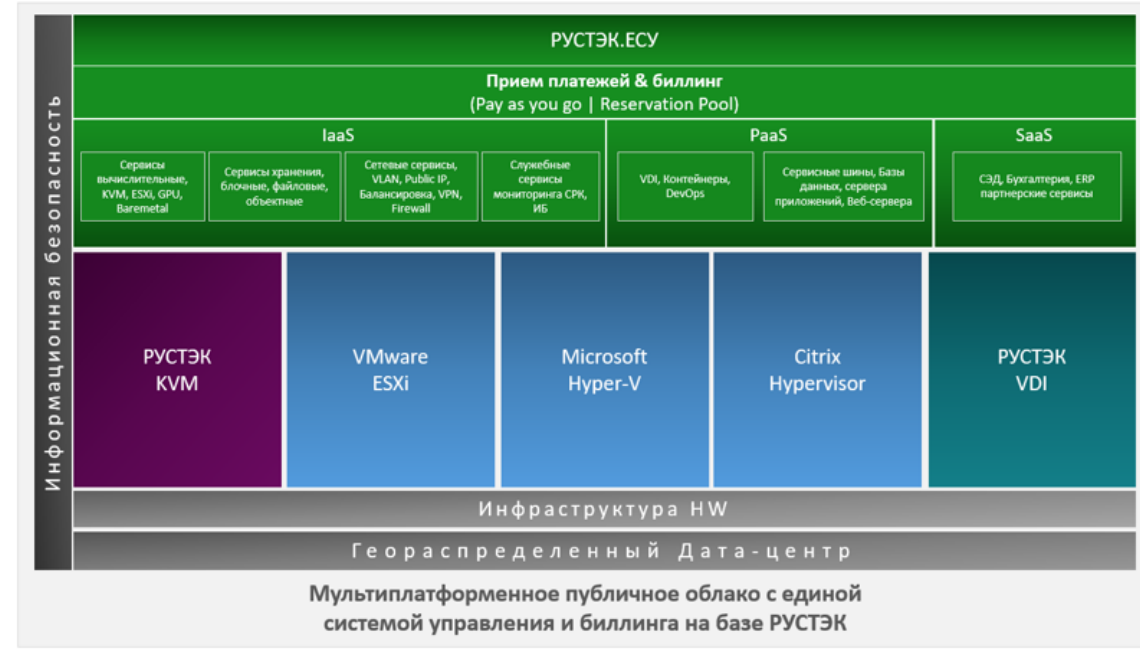 РУСТЭК.ЕСУ
Прием платежей & биллинг
(Pay as you go | Reservation Pool)
IaaS
Сервисы
вычислительные,
KVM, ESXi, GPU,
Baremetal
Сервисы хранения,
блочные, файловые,
объектные
Сетевые сервисы,
VLAN, Public IP,
Балансировка, VPN,
Firewall
Служебные
сервисы
мониторинга СРК,
ИБ
PaaS
VDI, Контейнеры,
DevOps
Сервисные шины, Базы
данных, сервера
приложений, Веб-сервера
SaaS
СЭД, Бухгалтерия, ERP
партнерские сервисы
Информационная безопасность
РУСТЭК
KVM
VMware
ESXi
Microsoft
Hyper-V
Citrix
Hypervisor
РУСТЭК
VDI
Инфраструктура HW
Геораспределенный Дата-центр
Мультиплатформенное публичное облако с единой
системой управления и биллинга на базе РУСТЭК